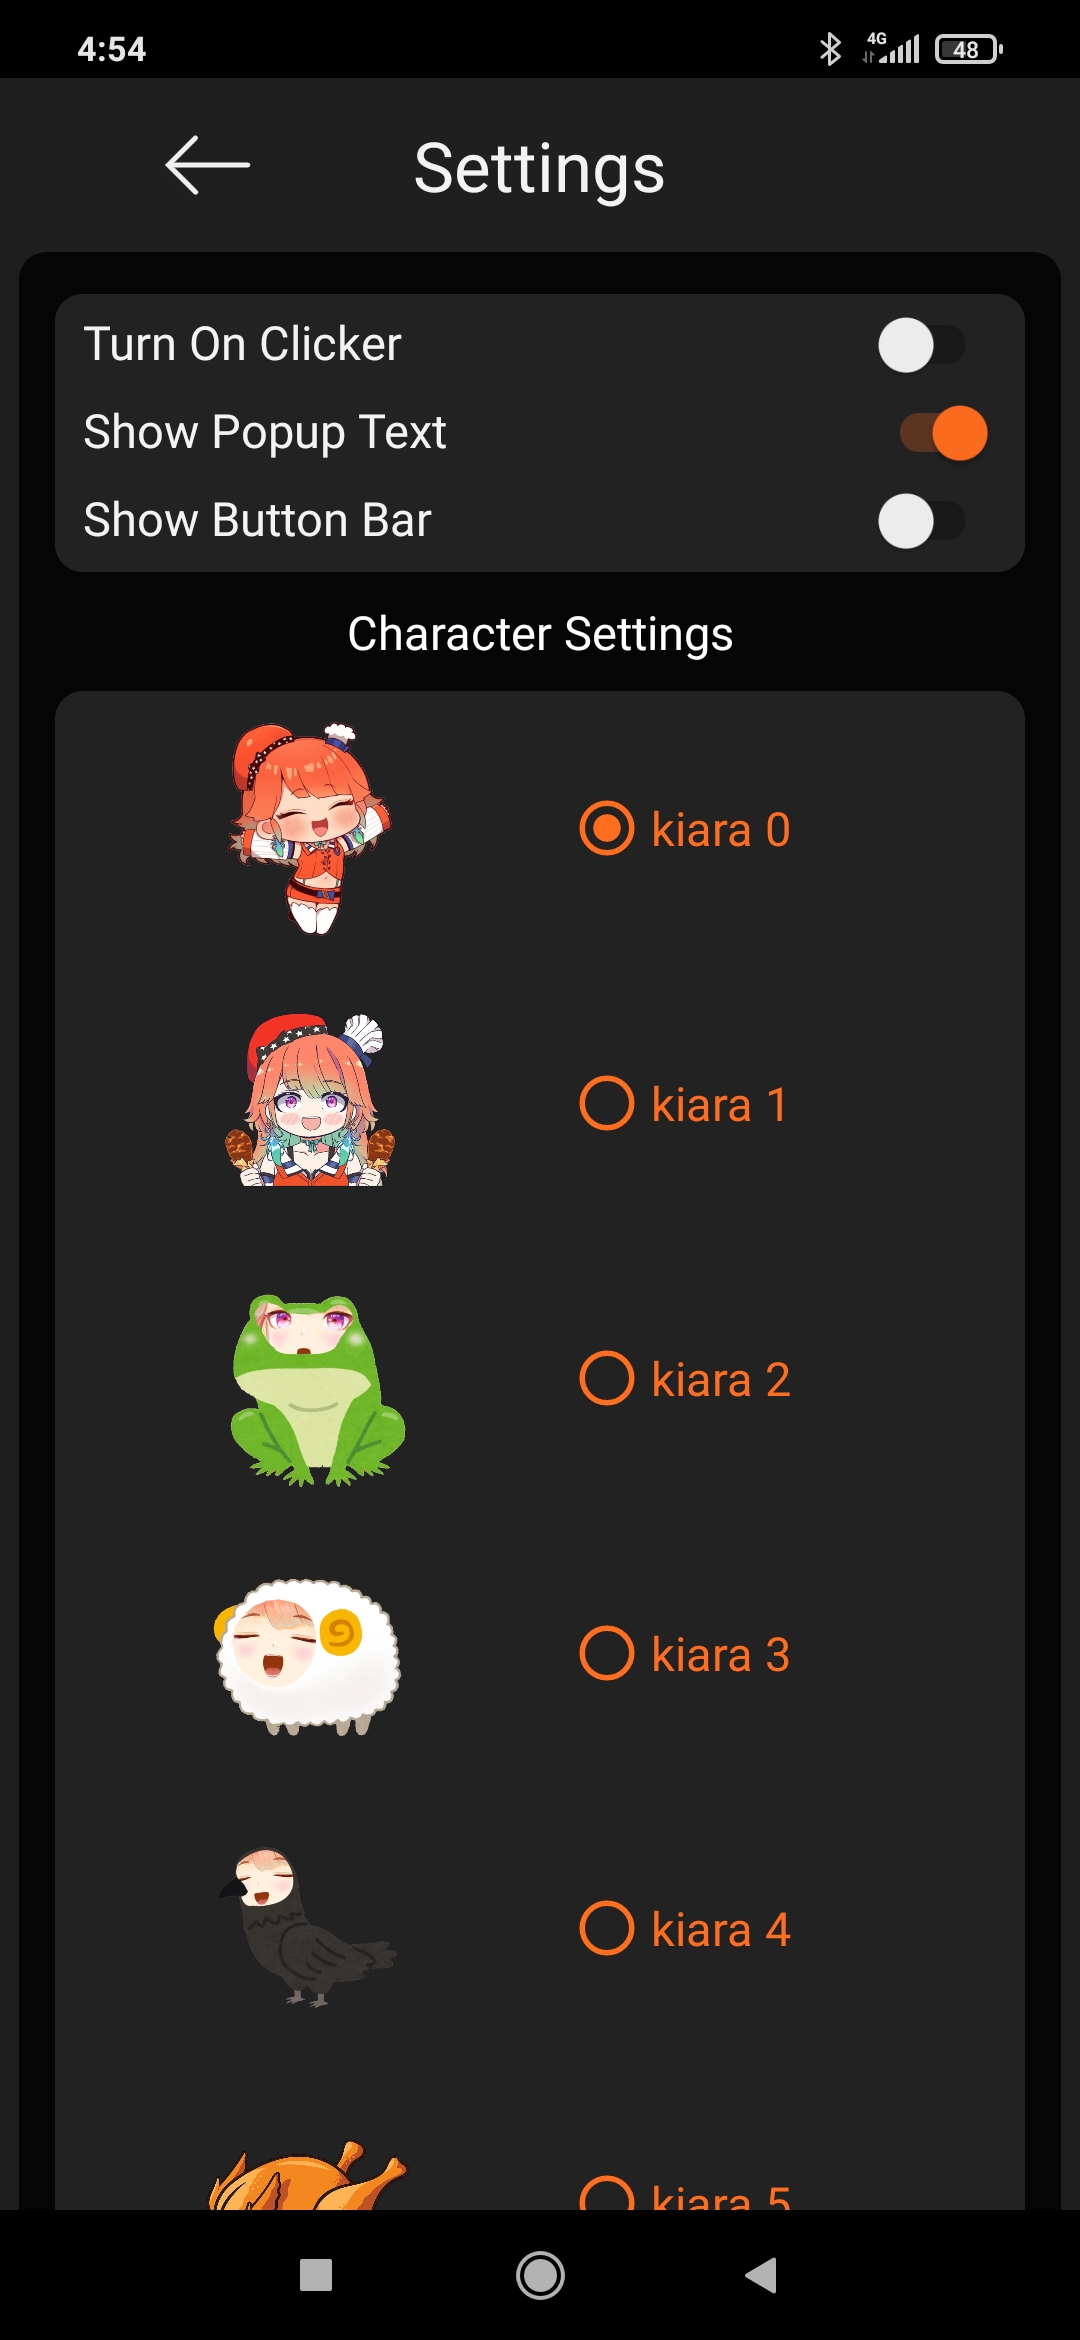 4:54
4G
48
Settings
Turn On Clicker
Show Popup Text
Show Button Bar
Character Settings
kiara 0
kiara 1
kiara 2
kiara 3
kiara 4
kiara 5